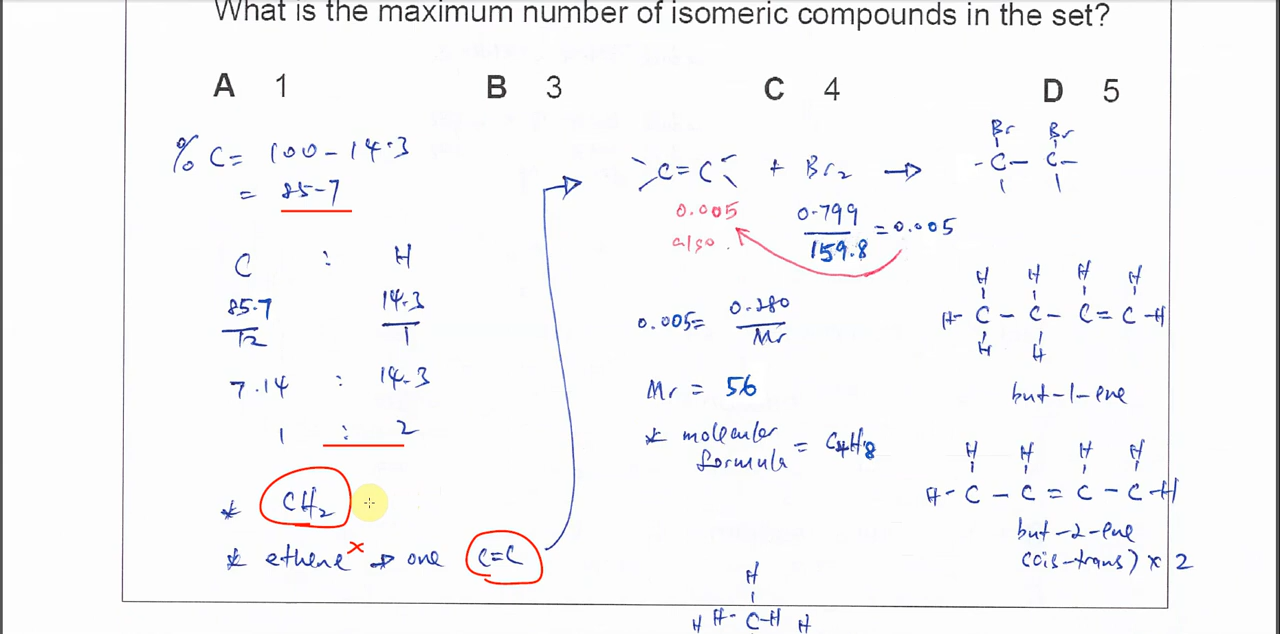 What is the maximum number of isomeric compounds in the set?
A 1 B 3 C 4 D 5
% C = 100 - 14.3
= 85-7
C : H
85.7 14.3
12 1
7.14 : 14.3
1 : 2
* CH2
* ethene x ⇒ one C=C
C=C + Br2 →
Br Br
-C- C-
0.005
also.
0.799
159.8
= 0.005
0.005 = 0.280
Mr
Mr = 56
* molecular
formula = C4H8
H H H H
H- C - C - C = C -H
H H
but-1-ene
H H H H
H- C - C = C - C -H
but-2-ene
(cis-trans) × 2
H
H H- C-H H